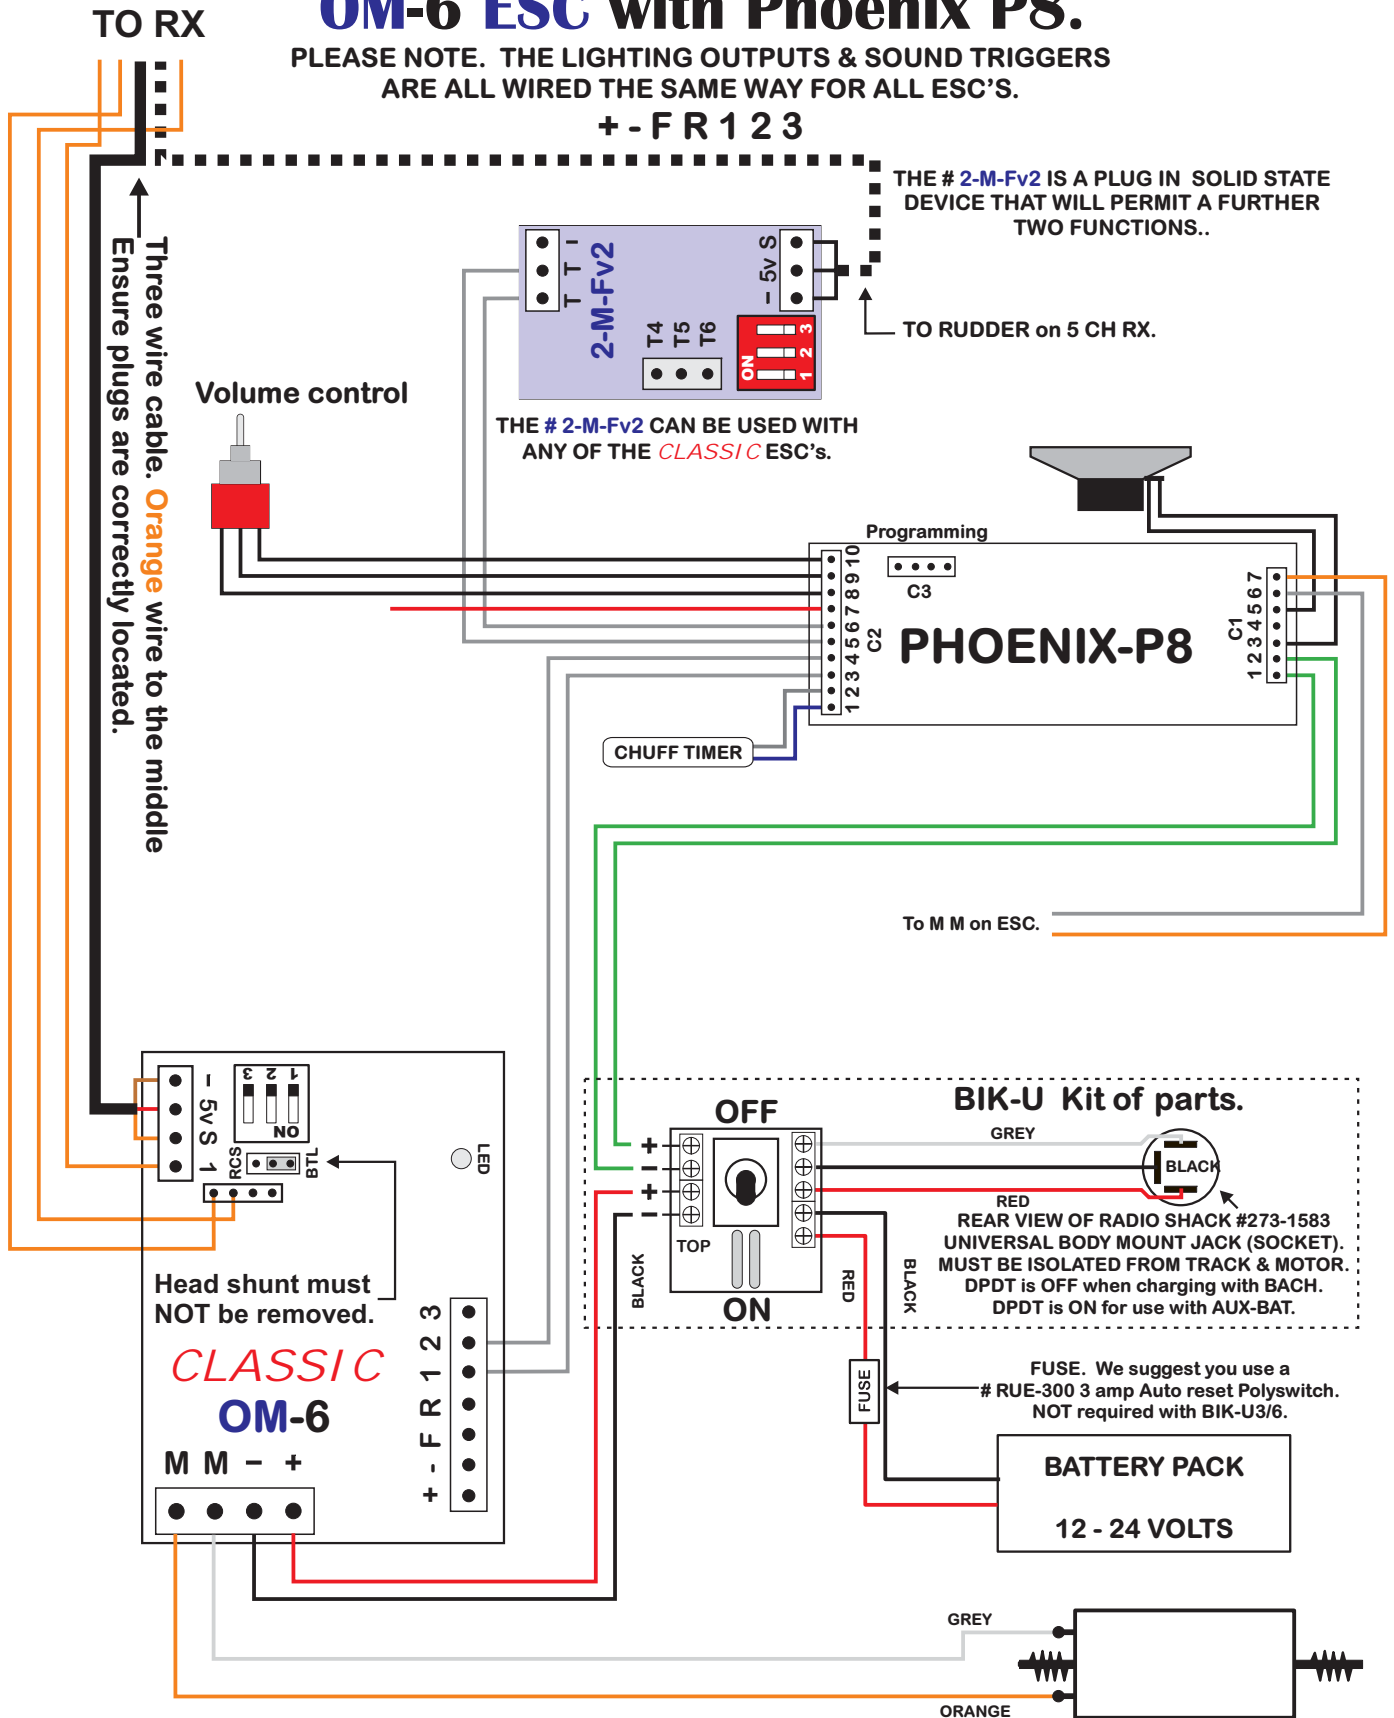 OM-6 ESC with Phoenix P8.
TO RX
PLEASE NOTE. THE LIGHTING OUTPUTS & SOUND TRIGGERS
ARE ALL WIRED THE SAME WAY FOR ALL ESC'S.
+ - F R 1 2 3
THE # 2-M-Fv2 IS A PLUG IN SOLID STATE
DEVICE THAT WILL PERMIT A FURTHER
TWO FUNCTIONS..
Three wire cable. Orange wire to the middle
Ensure plugs are correctly located.
T T -
2-M-Fv2
- 5v S
T4
T5
T6
ON
1 2 3
TO RUDDER on 5 CH RX.
Volume control
THE # 2-M-Fv2 CAN BE USED WITH
ANY OF THE CLASSIC ESC's.
Programming
C3
1 2 3 4 5 6 7 8 9 10
C2
PHOENIX-P8
C1
1 2 3 4 5 6 7
CHUFF TIMER
To M M on ESC.
- 5v S 1
1 2 3
ON
RCS
BTL
LED
Head shunt must
NOT be removed.
CLASSIC
OM-6
+ - F R 1 2 3
M M - +
BIK-U Kit of parts.
OFF
GREY
+
-
+
-
BLACK
RED
TOP
ON
BLACK
RED
BLACK
REAR VIEW OF RADIO SHACK #273-1583
UNIVERSAL BODY MOUNT JACK (SOCKET).
MUST BE ISOLATED FROM TRACK & MOTOR.
DPDT is OFF when charging with BACH.
DPDT is ON for use with AUX-BAT.
FUSE
FUSE. We suggest you use a
# RUE-300 3 amp Auto reset Polyswitch.
NOT required with BIK-U3/6.
BATTERY PACK
12 - 24 VOLTS
GREY
ORANGE